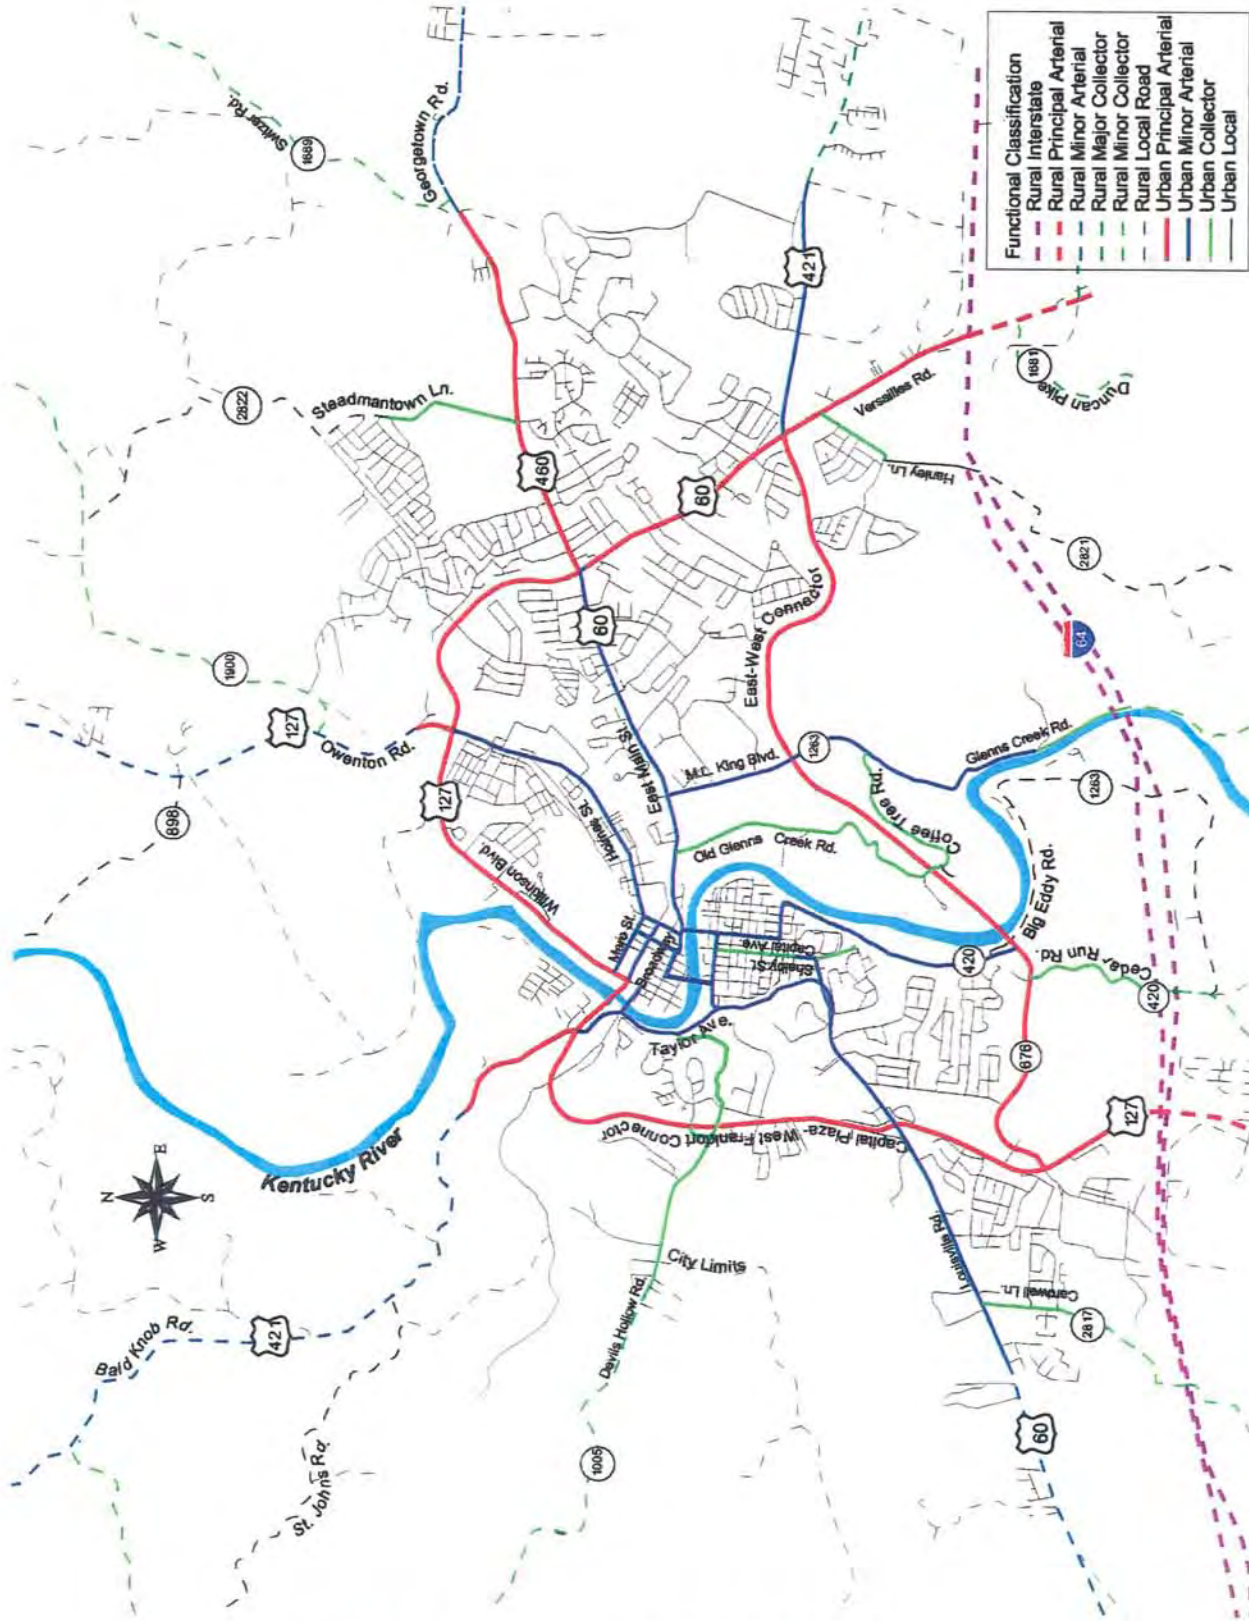 Switzer Rd.
1689
Georgetown Rd.
2822
Steadmantown Ln.
460
421
60
Versailles Rd.
1681
Duncan Pike
Hanley Ln.
2821
64
1900
127
Owenton Rd.
898
127
60
East Main St.
East-West Connector
M.L. King Blvd.
1263
Glenns Creek Rd.
1263
Coffee Tree Rd.
Old Glenns Creek Rd.
Big Eddy Rd.
Holmes St.
Wilkinson Blvd.
Mero St.
Broadway
Capital Ave.
Shelby St.
420
Cedar Run Rd.
420
Taylor Ave.
676
127
Capital Plaza-
West Frankfort Connector
Kentucky River
N
E
S
W
City Limits
Devils Hollow Rd.
1005
Louisville Rd.
Cardwell Ln.
2817
60
Bald Knob Rd.
421
St. Johns Rd.
Functional Classification
Rural Interstate
Rural Principal Arterial
Rural Minor Arterial
Rural Major Collector
Rural Minor Collector
Rural Local Road
Urban Principal Arterial
Urban Minor Arterial
Urban Collector
Urban Local